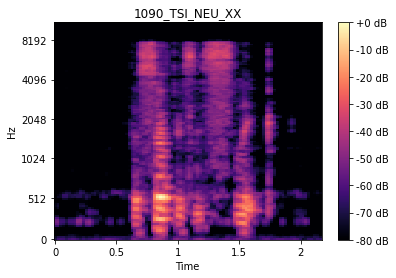 1090_TSI_NEU_XX
+0 dB
8192
-10 dB
4096
-20 dB
-30 dB
2048
Hz
-40 dB
1024
-50 dB
512
-60 dB
-70 dB
0
-80 dB
0
0.5
1
1.5
2
Time